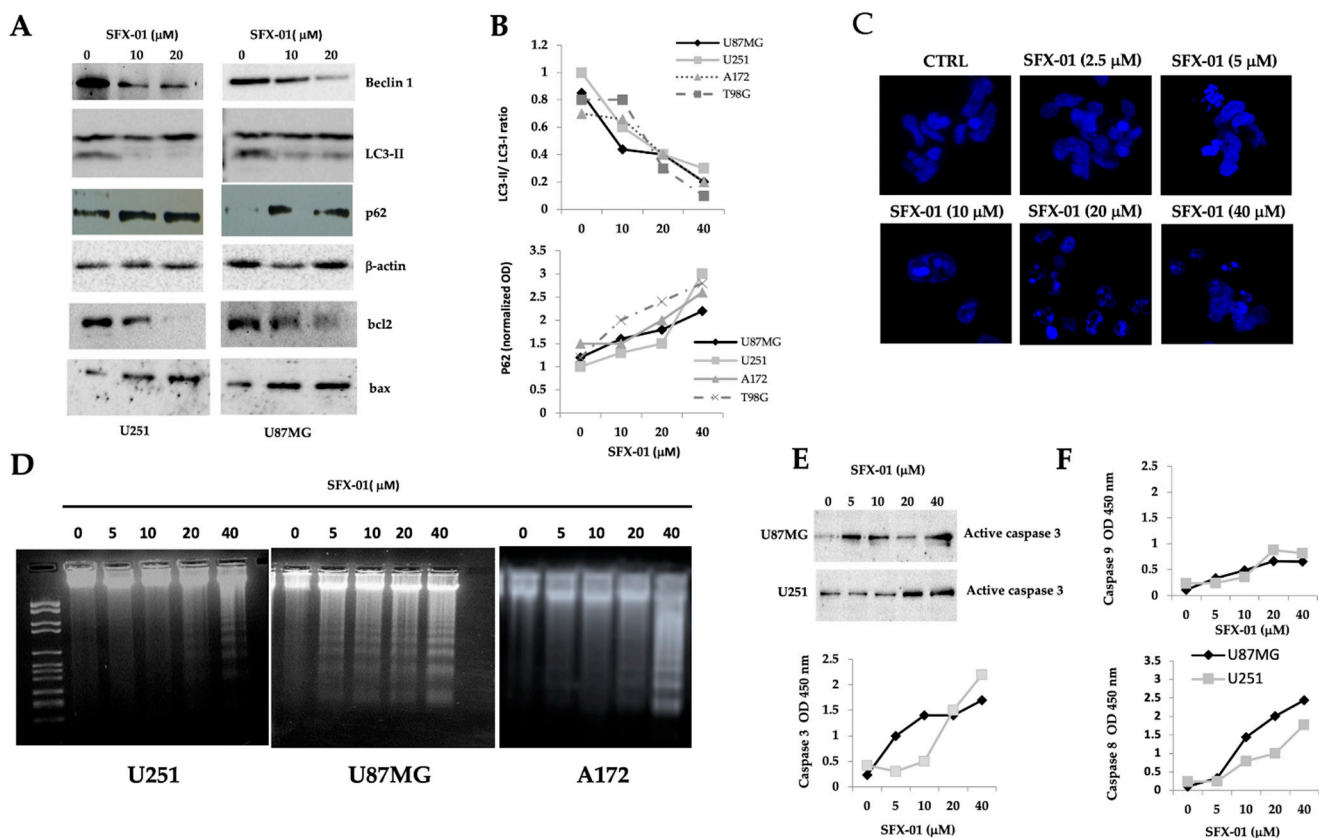 A
SFX-01 (μM)
SFX-01(μM)
0 10 20
0 10 20
Beclin 1
LC3-II
p62
β-actin
bcl2
bax
U251
U87MG
B
1.2
1
0.8
0.6
0.4
0.2
0
LC3-II/ LC3-I ratio
0 10 20 40
U87MG
U251
A172
T98G
3.5
3
2.5
2
1.5
1
0.5
0
P62 (normalized OD)
0 10 20 40
SFX-01 (μM)
U87MG
U251
A172
T98G
C
CTRL
SFX-01 (2.5 μM)
SFX-01 (5 μM)
SFX-01 (10 μM)
SFX-01 (20 μM)
SFX-01 (40 μM)
D
SFX-01( μM)
0 5 10 20 40
0 5 10 20 40
0 5 10 20 40
U251
U87MG
A172
E
SFX-01 (μM)
0 5 10 20 40
U87MG
Active caspase 3
U251
Active caspase 3
2.5
2
1.5
1
0.5
0
Caspase 3 OD 450 nm
0 5 10 20 40
SFX-01 (μM)
F
2.5
2
1.5
1
0.5
0
Caspase 9 OD 450 nm
0 5 10 20 40
SFX-01 (μM)
3.5
3
2.5
2
1.5
1
0.5
0
Caspase 8 OD 450 nm
U87MG
U251
0 5 10 20 40
SFX-01 (μM)